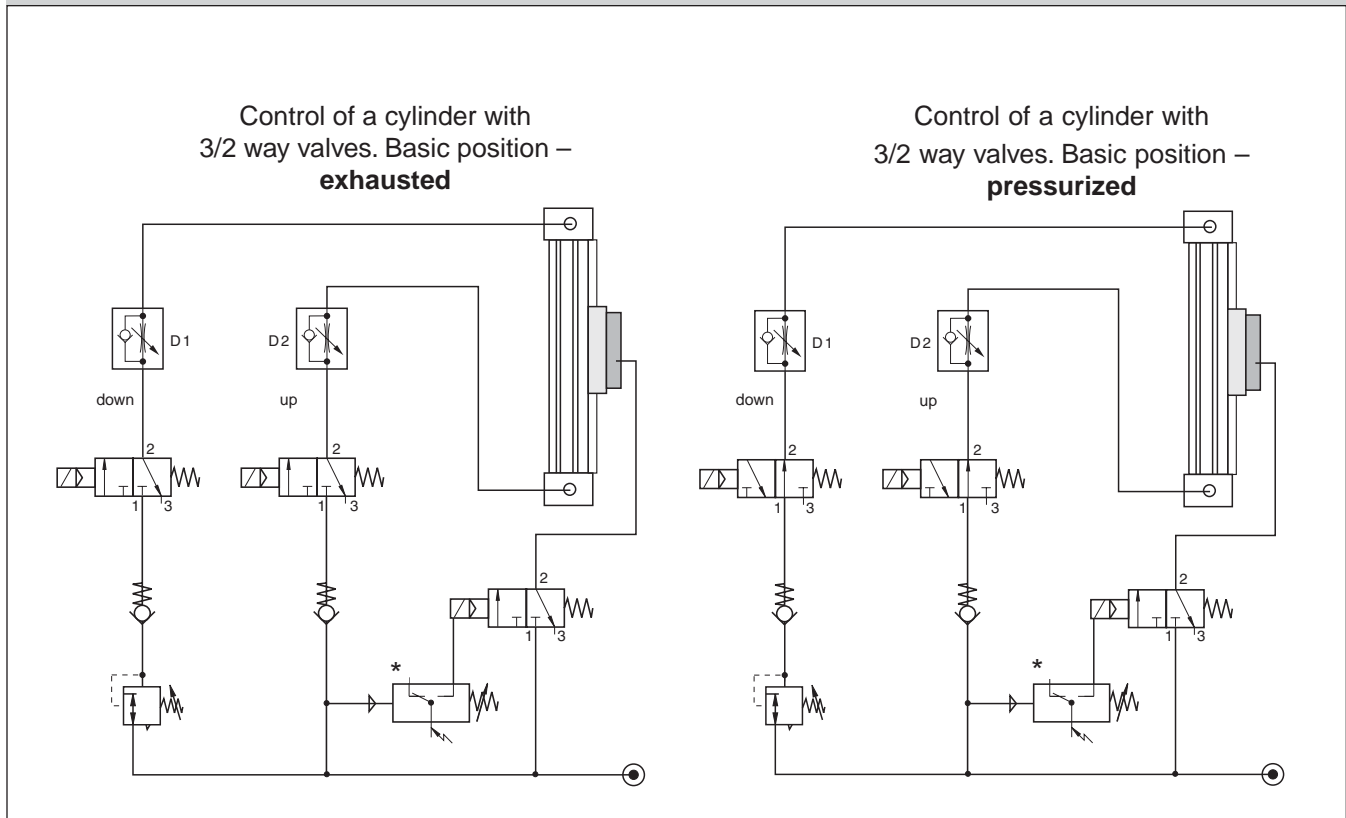 Control of a cylinder with
3/2 way valves. Basic position –
exhausted
D1
D2
down
up
2
1
3
2
1
3
2
1
3
*
Control of a cylinder with
3/2 way valves. Basic position –
pressurized
D1
D2
down
up
2
1
3
2
1
3
2
1
3
*